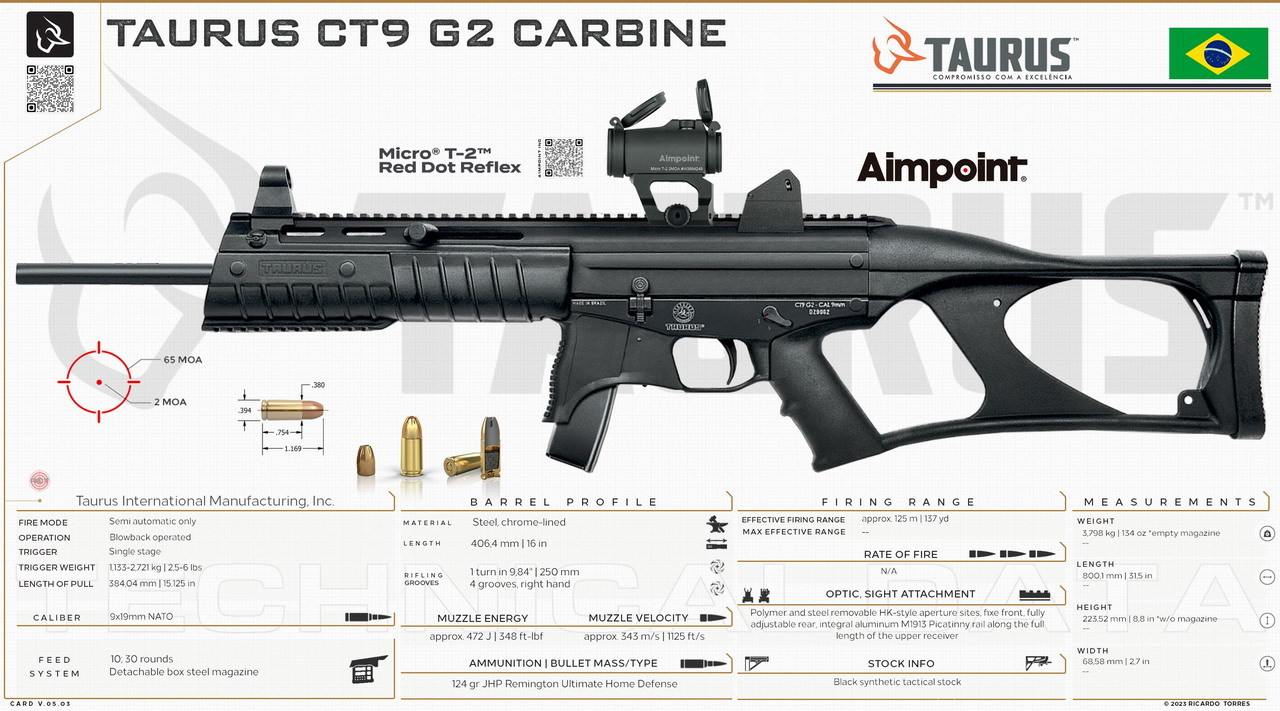 TAURUS CT9 G2 CARBINE
TAURUS™
COMPROMISSO COM A EXCELÊNCIA
Micro® T-2™
Red Dot Reflex
Aimpoint
Micro T-2 2MOA
Aimpoint®
TAURUS™
TAURUS
MADE IN BRAZIL
TAURUS
CT9 G2 - CAL 9mm
65 MOA
2 MOA
.380
.394
.754
1.169
Taurus International Manufacturing, Inc.
FIRE MODE Semi automatic only
OPERATION Blowback operated
TRIGGER Single stage
TRIGGER WEIGHT 1.133-2.721 kg | 2.5-6 lbs
LENGTH OF PULL 384.04 mm | 15.125 in
CALIBER 9x19mm NATO
FEED SYSTEM
10; 30 rounds
Detachable box steel magazine
BARREL PROFILE
MATERIAL Steel, chrome-lined
LENGTH 406,4 mm | 16 in
RIFLING GROOVES
1 turn in 9,84" | 250 mm
4 grooves, right hand
MUZZLE ENERGY
approx. 472 J | 348 ft-lbf
MUZZLE VELOCITY
approx. 343 m/s | 1125 ft/s
AMMUNITION | BULLET MASS/TYPE
124 gr JHP Remington Ultimate Home Defense
FIRING RANGE
EFFECTIVE FIRING RANGE approx. 125 m | 137 yd
MAX EFFECTIVE RANGE --
RATE OF FIRE
N/A
OPTIC, SIGHT ATTACHMENT
Polymer and steel removable HK-style aperture sites, fixe front, fully
adjustable rear, integral aluminum M1913 Picatinny rail along the full
length of the upper receiver
STOCK INFO
Black synthetic tactical stock
MEASUREMENTS
WEIGHT
3,798 kg | 134 oz *empty magazine
--
LENGTH
800.1 mm | 31,5 in
--
HEIGHT
223.52 mm | 8,8 in *w/o magazine
--
WIDTH
68,58 mm | 2,7 in
--
TECHNICAL DATA
CARD V.05.03
© 2023 RICARDO TORRES